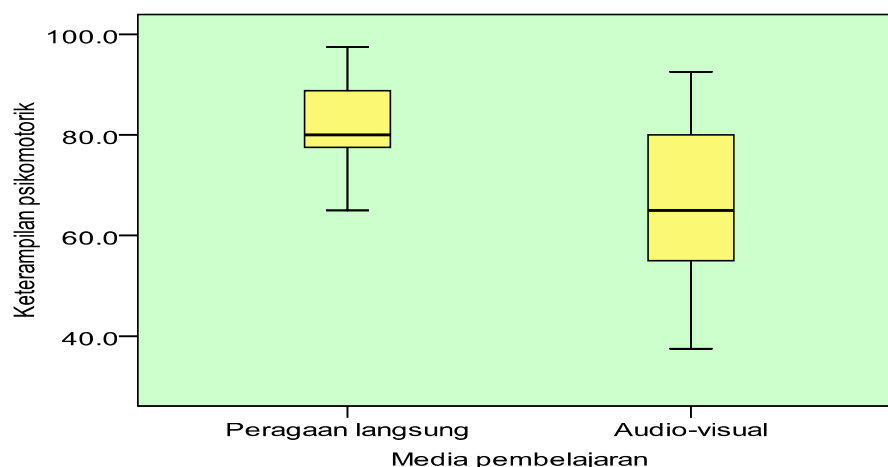 100.0
80.0
60.0
40.0
Keterampilan psikomotorik
Peragaan langsung
Audio-visual
Media pembelajaran